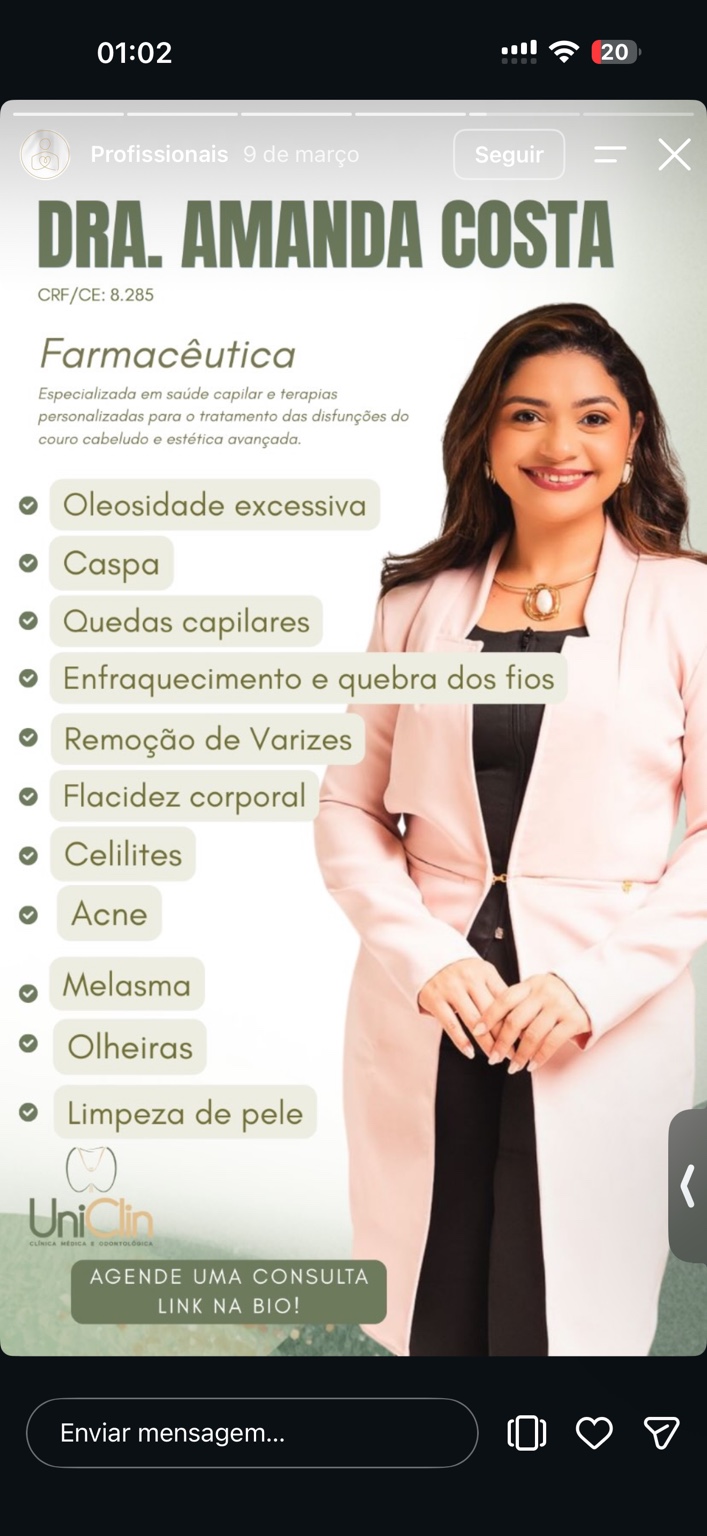 01:02
20
Profissionais 9 de março
Seguir
DRA. AMANDA COSTA
CRF/CE: 8.285
Farmacêutica
Especializada em saúde capilar e terapias
personalizadas para o tratamento das disfunções do
couro cabeludo e estética avançada.
Oleosidade excessiva
Caspa
Quedas capilares
Enfraquecimento e quebra dos fios
Remoção de Varizes
Flacidez corporal
Celilites
Acne
Melasma
Olheiras
Limpeza de pele
UniClin
CLÍNICA MÉDICA E ODONTOLÓGICA
AGENDE UMA CONSULTA
LINK NA BIO!
Enviar mensagem...